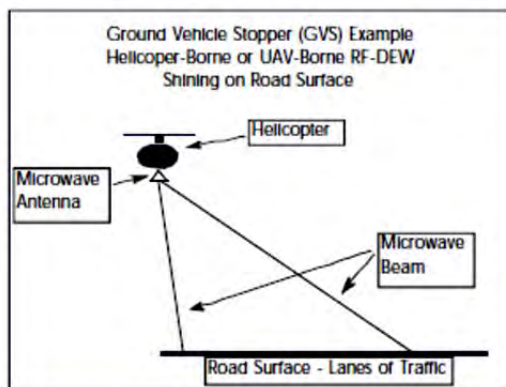 Ground Vehicle Stopper (GVS) Example
Helicoper-Borne or UAV-Borne RF-DEW
Shining on Road Surface
Helicopter
Microwave
Antenna
Microwave
Beam
Road Surface - Lanes of Traffic